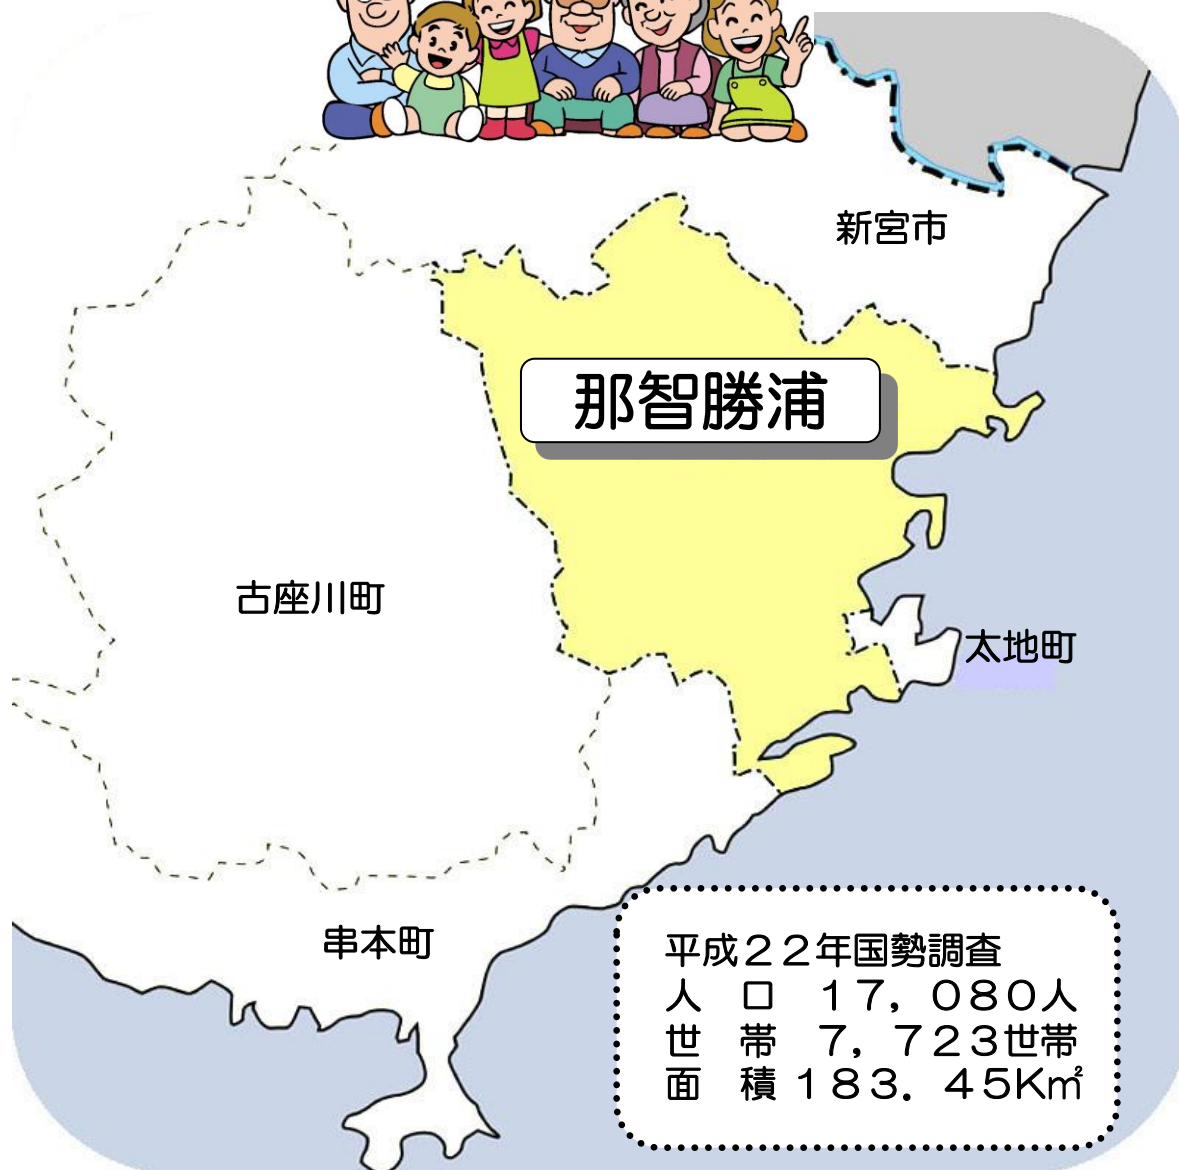 新宮市
那智勝浦
古座川町
太地町
串本町
平成２２年国勢調査
人　口　１７，０８０人
世　帯　７，７２３世帯
面　積 １８３．４５Ｋ㎡